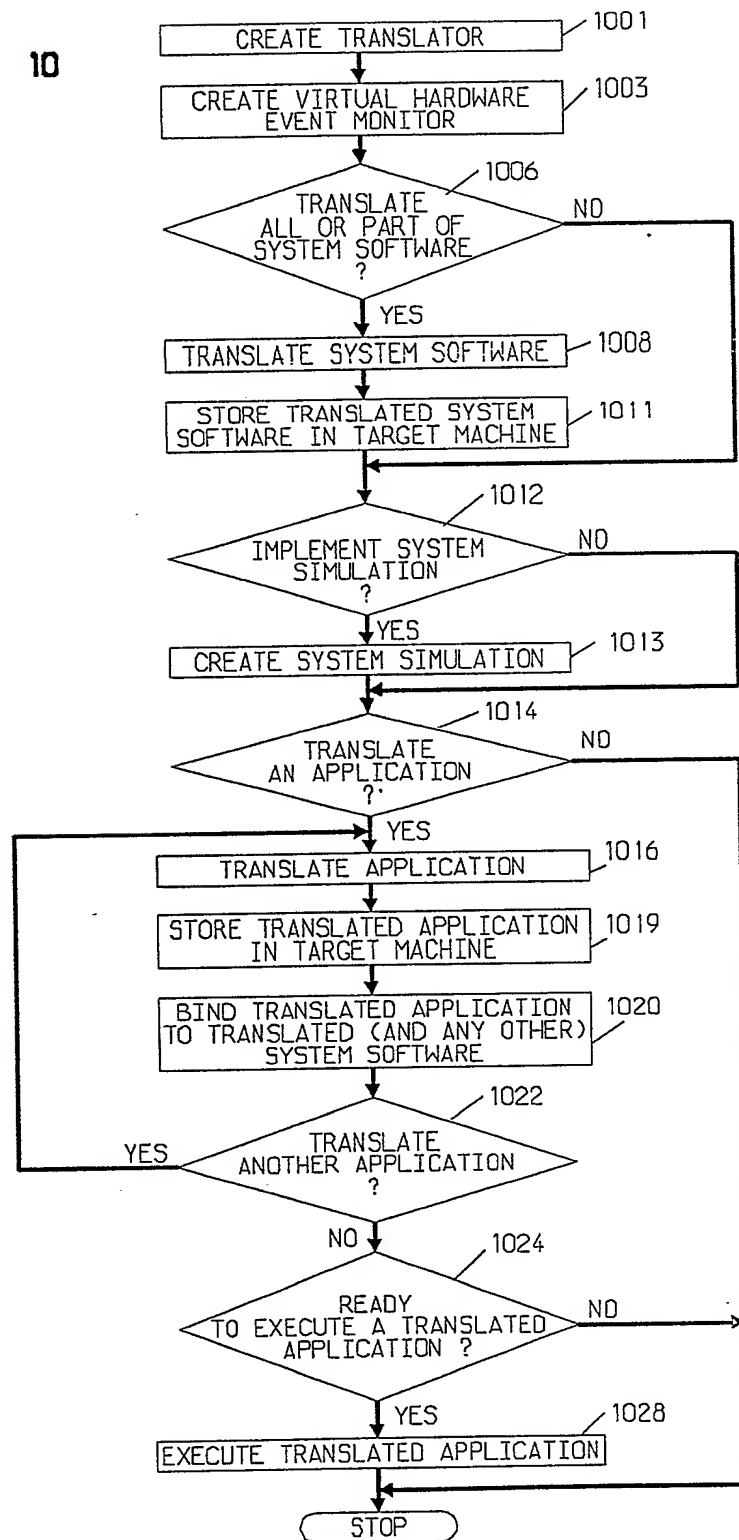 10
CREATE TRANSLATOR
1001
CREATE VIRTUAL HARDWARE
EVENT MONITOR
1003
1006
TRANSLATE
ALL OR PART OF
SYSTEM SOFTWARE
?
NO
YES
TRANSLATE SYSTEM SOFTWARE
1008
STORE TRANSLATED SYSTEM
SOFTWARE IN TARGET MACHINE
1011
1012
IMPLEMENT SYSTEM
SIMULATION
?
NO
YES
CREATE SYSTEM SIMULATION
1013
1014
TRANSLATE
AN APPLICATION
?
NO
YES
TRANSLATE APPLICATION
1016
STORE TRANSLATED APPLICATION
IN TARGET MACHINE
1019
BIND TRANSLATED APPLICATION
TO TRANSLATED (AND ANY OTHER)
SYSTEM SOFTWARE
1020
1022
TRANSLATE
ANOTHER APPLICATION
?
YES
NO
1024
READY
TO EXECUTE A TRANSLATED
APPLICATION ?
NO
YES
1028
EXECUTE TRANSLATED APPLICATION
STOP